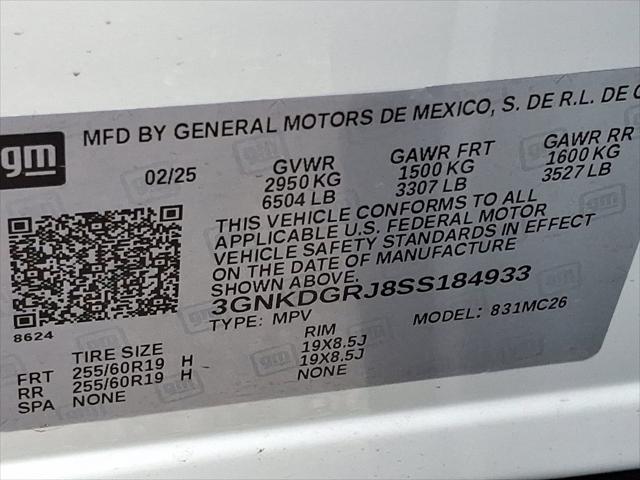 MFD BY GENERAL MOTORS DE MEXICO, S. DE R.L. DE C
gm
02/25
GVWR
2950 KG
6504 LB
GAWR FRT
1500 KG
3307 LB
GAWR RR
1600 KG
3527 LB
THIS VEHICLE CONFORMS TO ALL
APPLICABLE U.S. FEDERAL MOTOR
VEHICLE SAFETY STANDARDS IN EFFECT
ON THE DATE OF MANUFACTURE
SHOWN ABOVE.
3GNKDGRJ8SS184933
TYPE: MPV MODEL: 831MC26
8624
TIRE SIZE RIM
FRT 255/60R19 H 19X8.5J
RR 255/60R19 H 19X8.5J
SPA NONE NONE